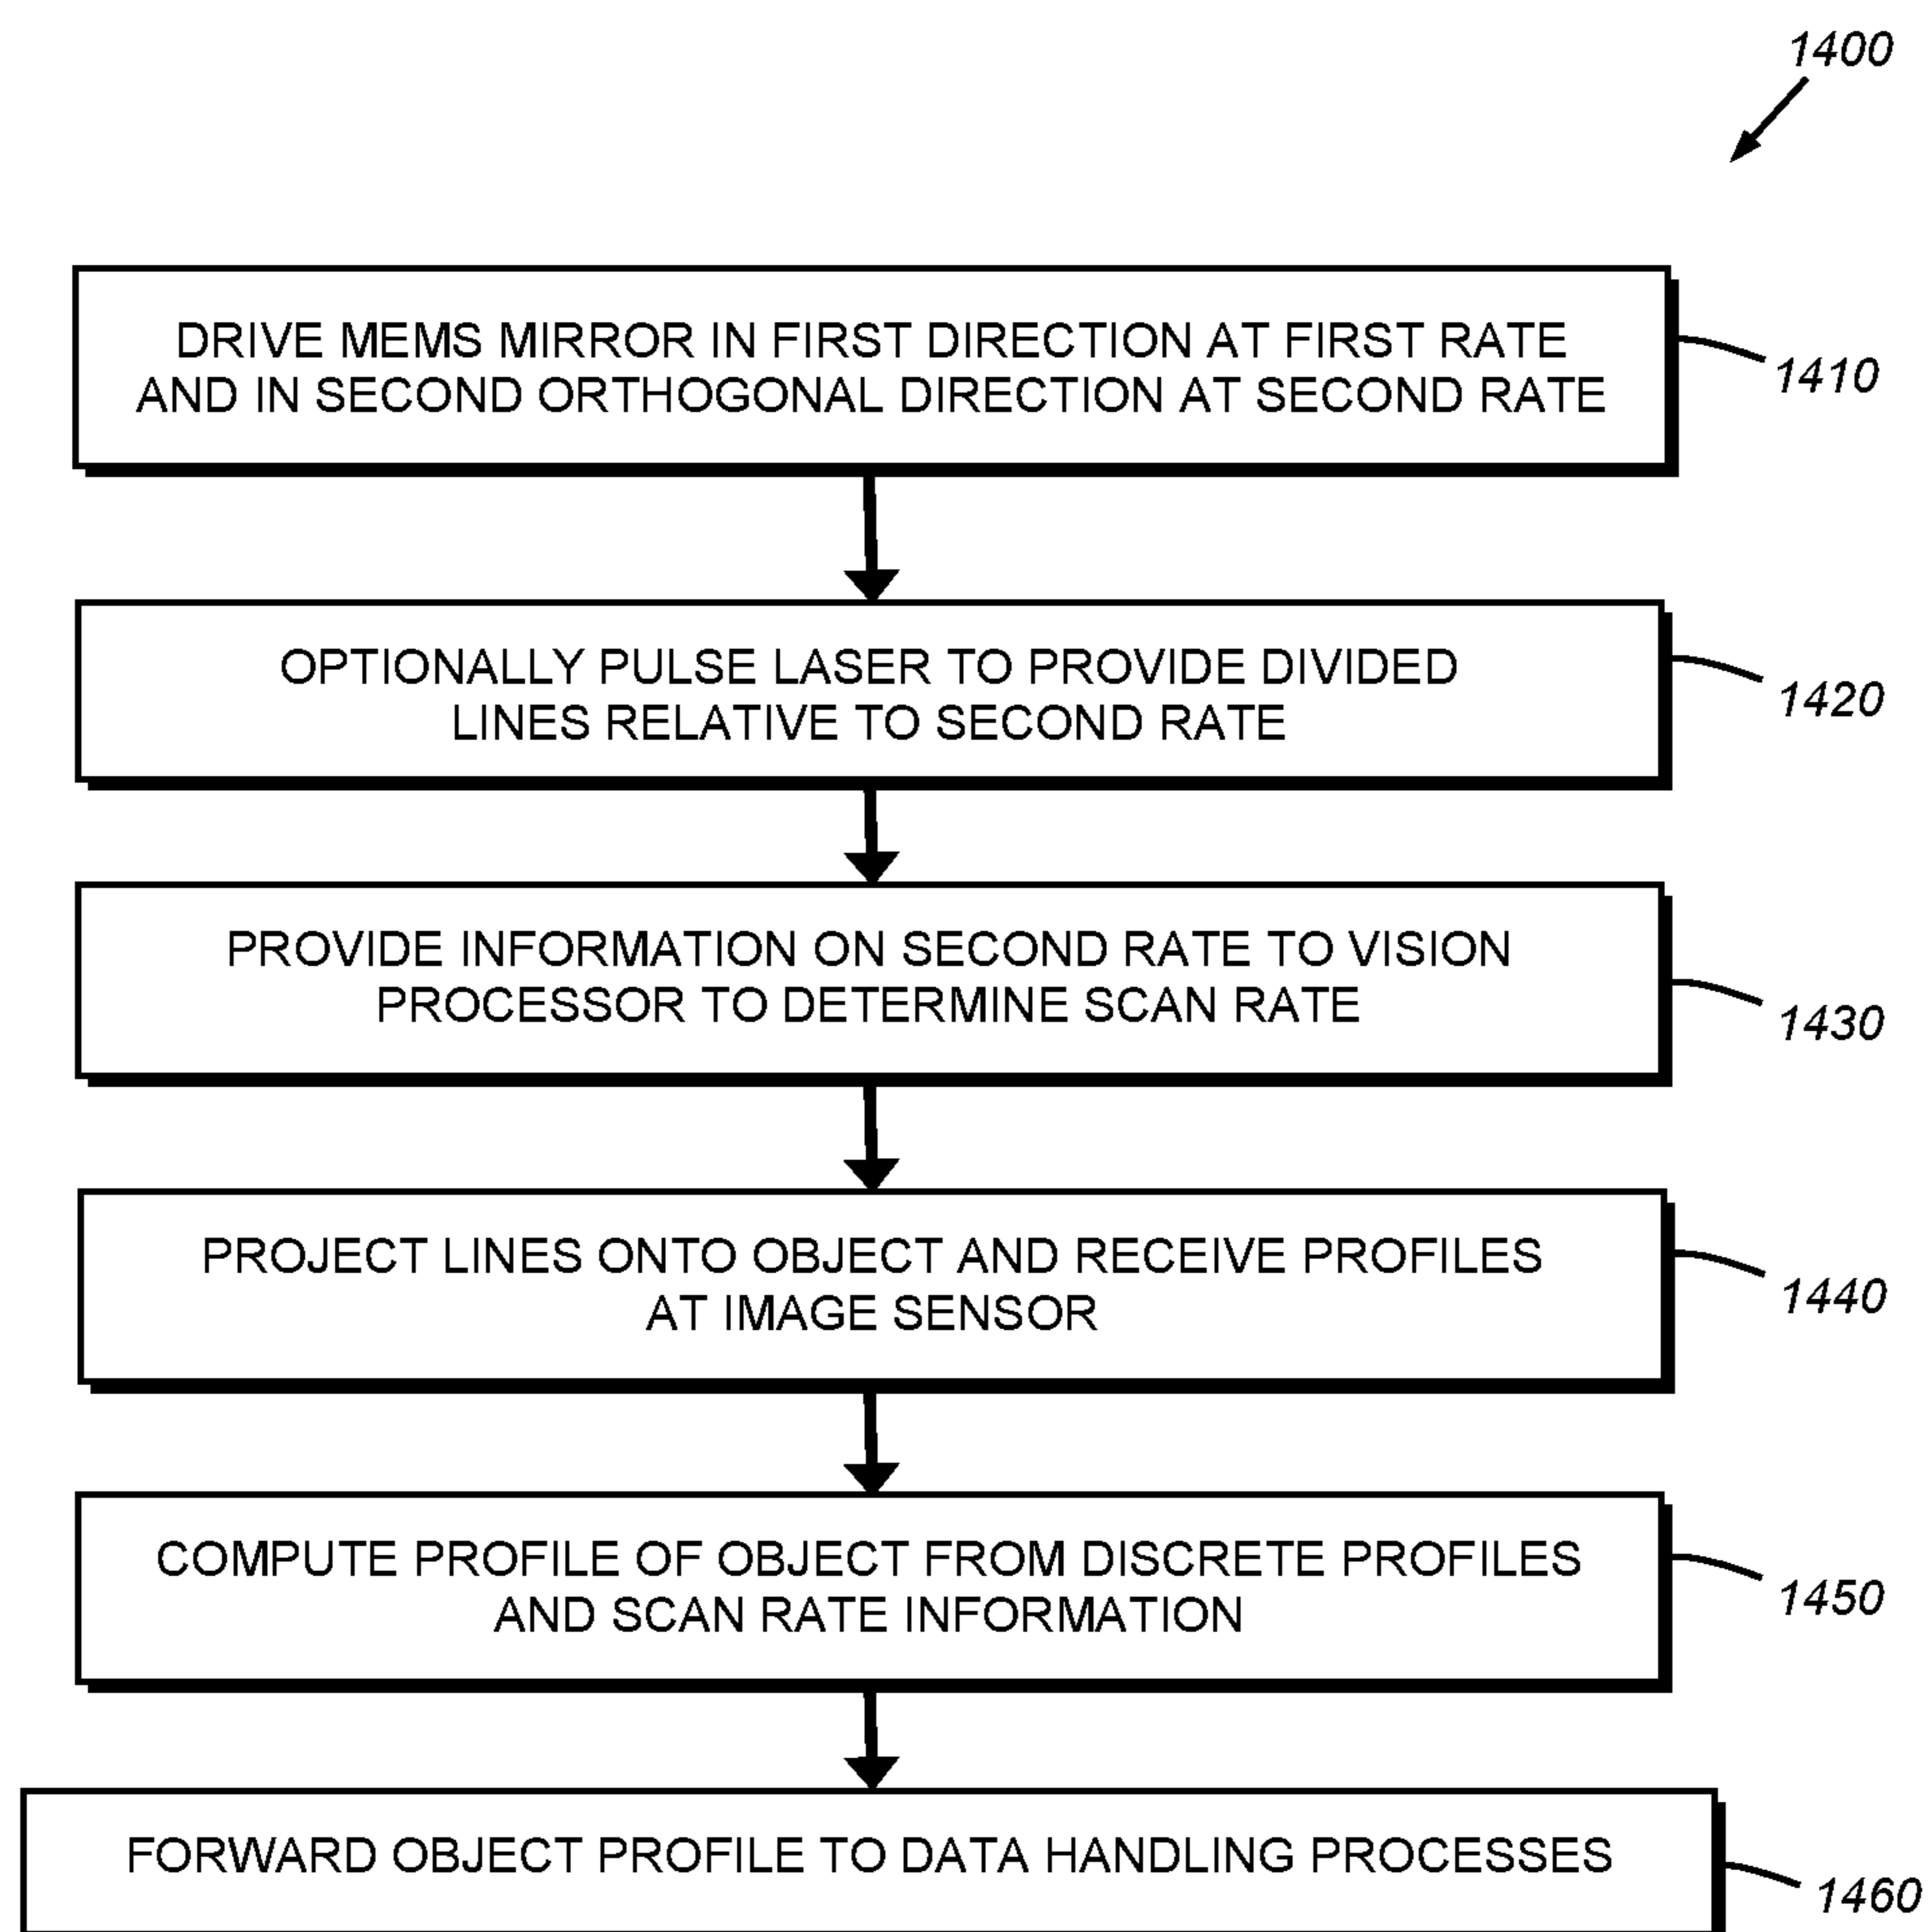 1400
DRIVE MEMS MIRROR IN FIRST DIRECTION AT FIRST RATE
AND IN SECOND ORTHOGONAL DIRECTION AT SECOND RATE
1410
OPTIONALLY PULSE LASER TO PROVIDE DIVIDED
LINES RELATIVE TO SECOND RATE
1420
PROVIDE INFORMATION ON SECOND RATE TO VISION
PROCESSOR TO DETERMINE SCAN RATE
1430
PROJECT LINES ONTO OBJECT AND RECEIVE PROFILES
AT IMAGE SENSOR
1440
COMPUTE PROFILE OF OBJECT FROM DISCRETE PROFILES
AND SCAN RATE INFORMATION
1450
FORWARD OBJECT PROFILE TO DATA HANDLING PROCESSES
1460